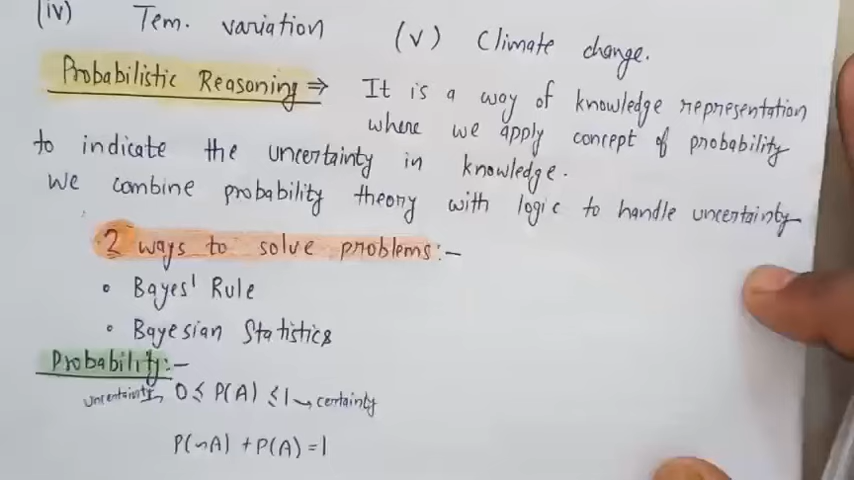 (iv) Tem. variation (v) Climate change.
Probabilistic Reasoning ⇒ It is a way of knowledge representation
where we apply concept of probability
to indicate the uncertainty in knowledge.
We combine probability theory with logic to handle uncertainty
2 ways to solve problems:-
• Bayes' Rule
• Bayesian Statistics
Probability:-
uncertainty 0 ≤ P(A) ≤ 1 → certainty
P(¬A) + P(A) = 1